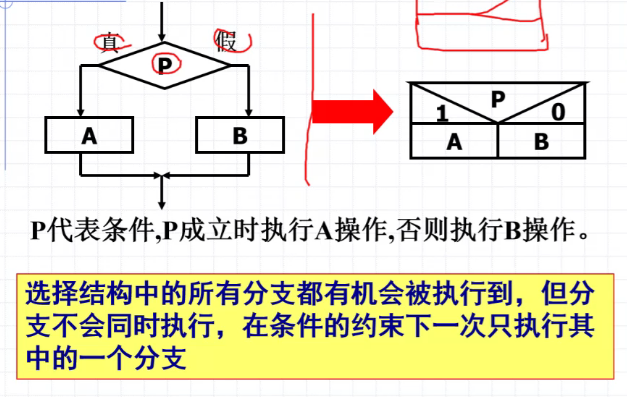 真 假
P
A B
P
1 0
A B
P代表条件,P成立时执行A操作,否则执行B操作。
选择结构中的所有分支都有机会被执行到，但分
支不会同时执行，在条件的约束下一次只执行其
中的一个分支